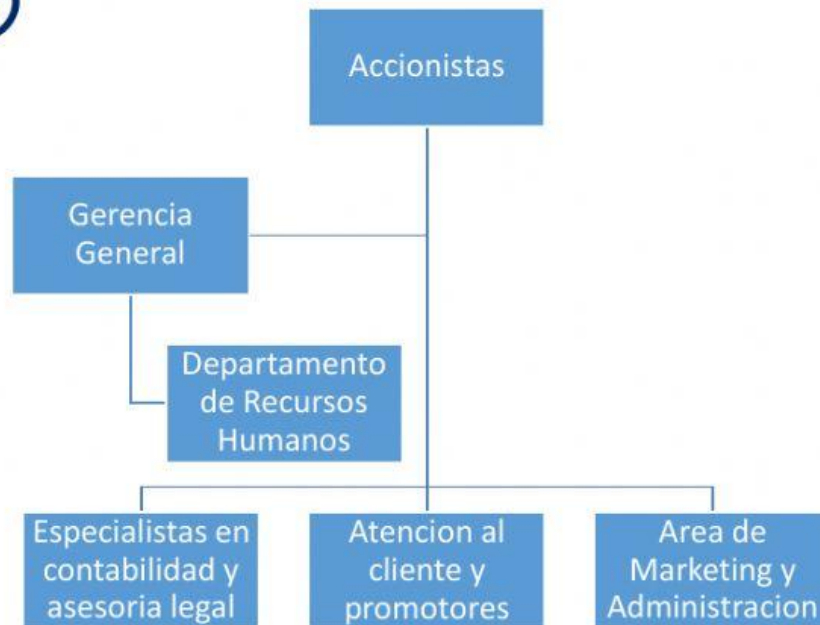 Accionistas
Gerencia
General
Departamento
de Recursos
Humanos
Especialistas en
contabilidad y
asesoria legal
Atencion al
cliente y
promotores
Area de
Marketing y
Administracion